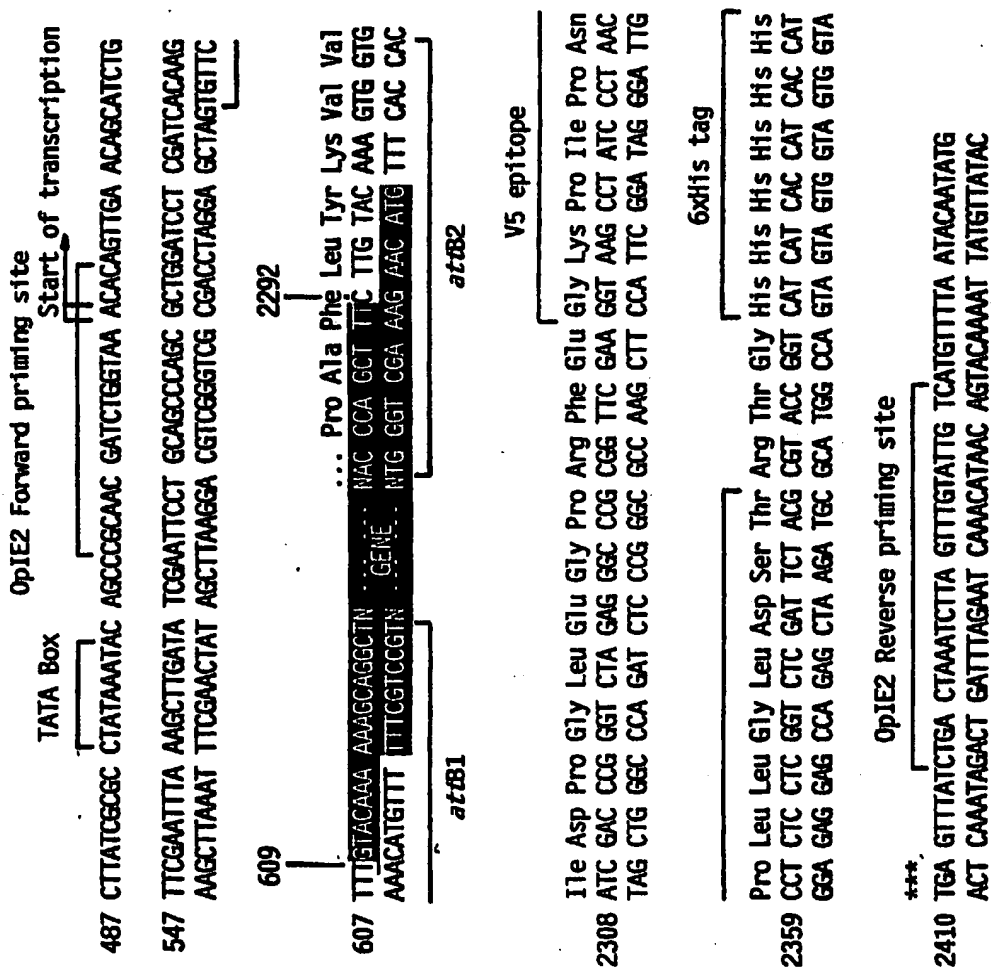 OpIE2 Forward priming site
TATA Box
Start of transcription
487 CTTATCGCGC CTATAAATAC AGCCCGCAAC GATCTGGTAA ACACAGTTGA ACAGCATCTG
547 TTCGAATTTA AAGCTTGATA TCGAATTCCT GCAGCCCAGC GCTGGATCCT CGATCACAAG
AAGCTTAAAT TTCGAACTAT AGCTTAAGGA CGTCGGGTCG CGACCTAGGA GCTAGTGTTC
609
2292
... Pro Ala Phe Leu Tyr Lys Val Val
607 TTTGTACAAA AAAGCAGGCTN ..... NAC CCA GCT TTC TTG TAC AAA GTG GTG
GENE
AAACATGTTT TTTCGTCCGTN ..... NTG GGT CGA AAG AAC ATG TTT CAC CAC
attB1
attB2
V5 epitope
Ile Asp Pro Gly Leu Glu Gly Pro Arg Phe Glu Gly Lys Pro Ile Pro Asn
2308 ATC GAC CCG GGT CTA GAG GGC CCG CGG TTC GAA GGT AAG CCT ATC CCT AAC
TAG CTG GGC CCA GAT CTC CCG GGC GCC AAG CTT CCA TTC GGA TAG GGA TTG
6xHis tag
Pro Leu Leu Gly Leu Asp Ser Thr Arg Thr Gly His His His His His His
2359 CCT CTC CTC GGT CTC GAT TCT ACG CGT ACC GGT CAT CAT CAC CAT CAC CAT
GGA GAG GAG CCA GAG CTA AGA TGC GCA TGG CCA GTA GTA GTG GTA GTG GTA
OpIE2 Reverse priming site
***
2410 TGA GTTTATCTGA CTAAATCTTA GTTTGTATTG TCATGTTTTA ATACAATATG
ACT CAAATAGACT GATTTAGAAT CAAACATAAC AGTACAAAAT TATGTTATAC